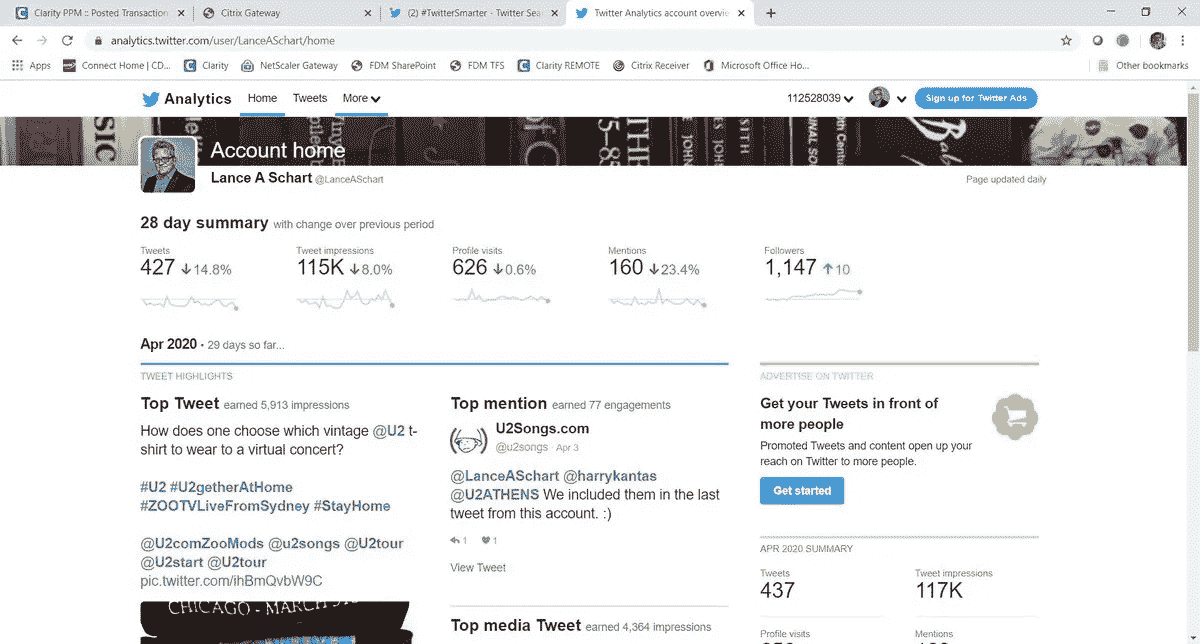 Clarity PPM :: Posted Transaction
Citrix Gateway
(2) #TwitterSmarter - Twitter Sea
Twitter Analytics account overvie
analytics.twitter.com/user/LanceASchart/home
Apps Connect Home | CD... Clarity NetScaler Gateway FDM SharePoint FDM TFS Clarity REMOTE Citrix Receiver Microsoft Office Ho... Other bookmarks
Analytics Home Tweets More 112528039 Sign up for Twitter Ads
Account home
Lance A Schart @LanceASchart
Page updated daily
28 day summary with change over previous period
Tweets
427 ↓14.8%
Tweet impressions
115K ↓8.0%
Profile visits
626 ↓0.6%
Mentions
160 ↓23.4%
Followers
1,147 ↑10
Apr 2020 • 29 days so far...
TWEET HIGHLIGHTS
Top Tweet earned 5,913 impressions
How does one choose which vintage @U2 t-
shirt to wear to a virtual concert?
#U2 #U2getherAtHome
#ZOOTVLiveFromSydney #StayHome
@U2comZooMods @u2songs @U2tour
@U2start @U2tour
pic.twitter.com/ihBmQvbW9C
CHICAGO - MARCH
Top mention earned 77 engagements
U2Songs.com
@u2songs · Apr 3
@LanceASchart @harrykantas
@U2ATHENS We included them in the last
tweet from this account. :)
1 1
View Tweet
Top media Tweet earned 4,364 impressions
ADVERTISE ON TWITTER
Get your Tweets in front of
more people
Promoted Tweets and content open up your
reach on Twitter to more people.
Get started
APR 2020 SUMMARY
Tweets
437
Tweet impressions
117K
Profile visits
Mentions